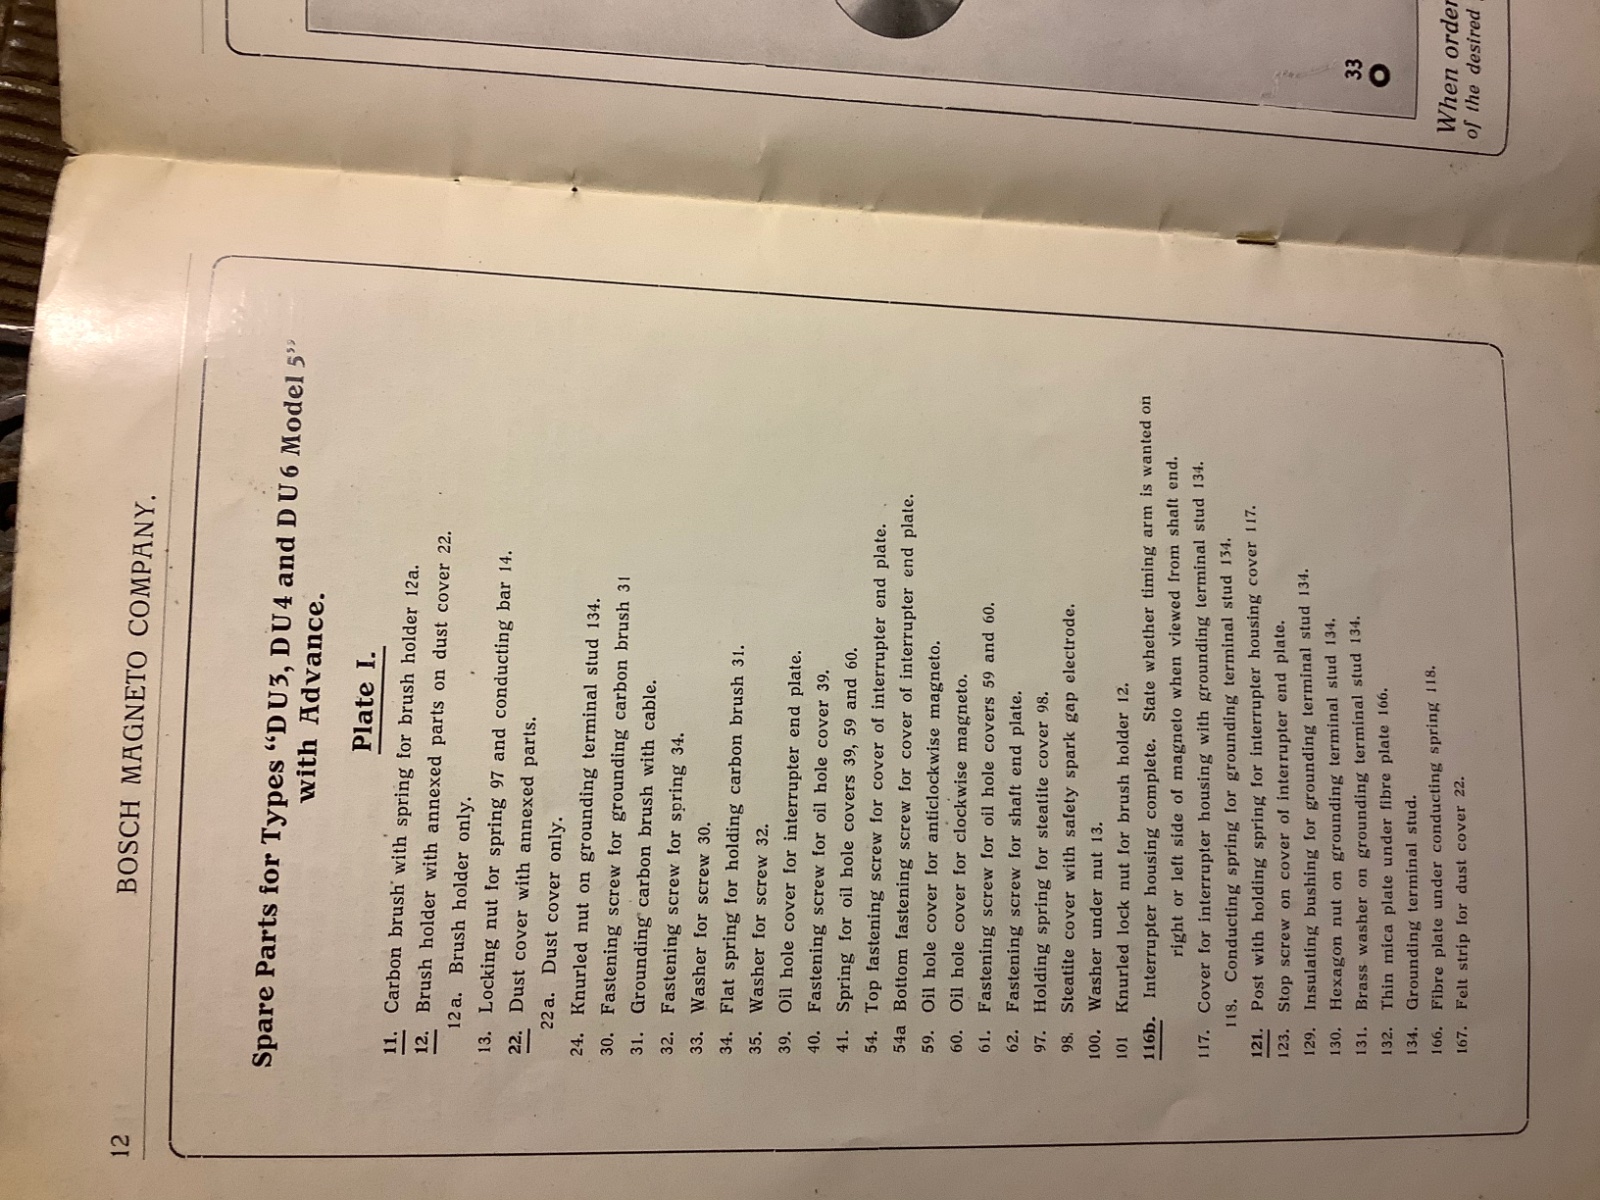 12
BOSCH MAGNETO COMPANY.
Spare Parts for Types “DU3, DU4 and DU6 Model 5”
with Advance.
Plate I.
11. Carbon brush with spring for brush holder 12a.
12. Brush holder with annexed parts on dust cover 22.
12a. Brush holder only.
13. Locking nut for spring 97 and conducting bar 14.
22. Dust cover with annexed parts.
22a. Dust cover only.
24. Knurled nut on grounding terminal stud 134.
30. Fastening screw for grounding carbon brush 31
31. Grounding carbon brush with cable.
32. Fastening screw for spring 34.
33. Washer for screw 30.
34. Flat spring for holding carbon brush 31.
35. Washer for screw 32.
39. Oil hole cover for interrupter end plate.
40. Fastening screw for oil hole cover 39.
41. Spring for oil hole covers 39, 59 and 60.
54. Top fastening screw for cover of interrupter end plate.
54a Bottom fastening screw for cover of interrupter end plate.
59. Oil hole cover for anticlockwise magneto.
60. Oil hole cover for clockwise magneto.
61. Fastening screw for oil hole covers 59 and 60.
62. Fastening screw for shaft end plate.
97. Holding spring for steatite cover 98.
98. Steatite cover with safety spark gap electrode.
100. Washer under nut 13.
101 Knurled lock nut for brush holder 12.
116b. Interrupter housing complete. State whether timing arm is wanted on
right or left side of magneto when viewed from shaft end.
117. Cover for interrupter housing with grounding terminal stud 134.
118. Conducting spring for grounding terminal stud 134.
121. Post with holding spring for interrupter housing cover 117.
123. Stop screw on cover of interrupter end plate.
129. Insulating bushing for grounding terminal stud 134.
130. Hexagon nut on grounding terminal stud 134.
131. Brass washer on grounding terminal stud 134.
132. Thin mica plate under fibre plate 166.
134. Grounding terminal stud.
166. Fibre plate under conducting spring 118.
167. Felt strip for dust cover 22.
33
When order
of the desired